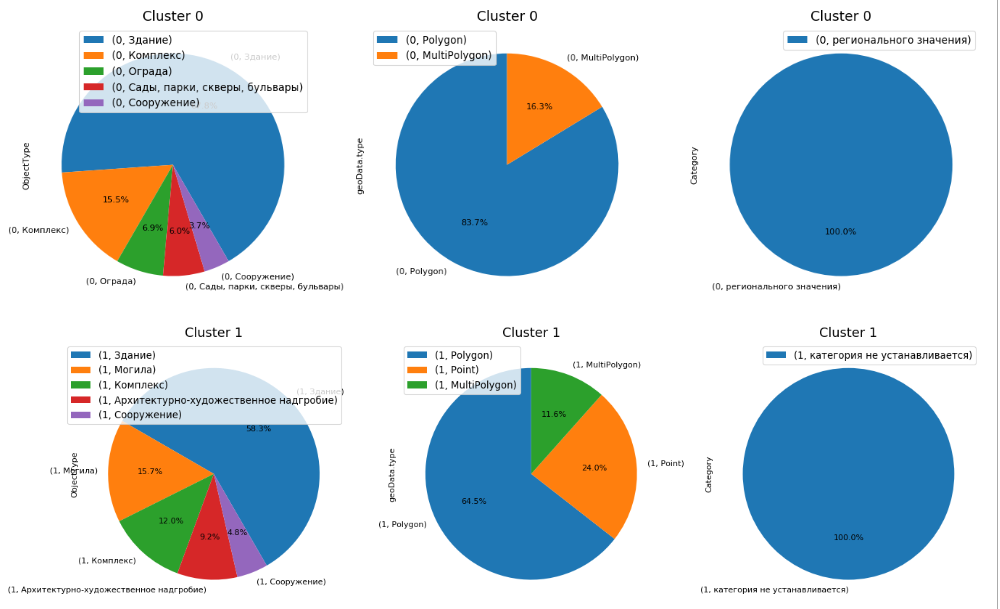 Cluster 0
(0, Здание)
(0, Комплекс)
(0, Ограда)
(0, Сады, парки, скверы, бульвары)
(0, Сооружение)
(0, Здание)
ObjectType
15.5%
6.9%
6.0%
3.7%
(0, Комплекс)
(0, Ограда)
(0, Сооружение)
(0, Сады, парки, скверы, бульвары)
Cluster 0
(0, Polygon)
(0, MultiPolygon)
(0, MultiPolygon)
16.3%
geoData.type
83.7%
(0, Polygon)
Cluster 0
(0, регионального значения)
Category
100.0%
(0, регионального значения)
Cluster 1
(1, Здание)
(1, Могила)
(1, Комплекс)
(1, Архитектурно-художественное надгробие)
(1, Сооружение)
(1, Здание)
58.3%
(1, Могила)
ObjectType
15.7%
12.0%
9.2%
4.8%
(1, Комплекс)
(1, Сооружение)
(1, Архитектурно-художественное надгробие)
Cluster 1
(1, Polygon)
(1, Point)
(1, MultiPolygon)
(1, MultiPolygon)
11.6%
24.0%
(1, Point)
geoData.type
64.5%
(1, Polygon)
Cluster 1
(1, категория не устанавливается)
Category
100.0%
(1, категория не устанавливается)